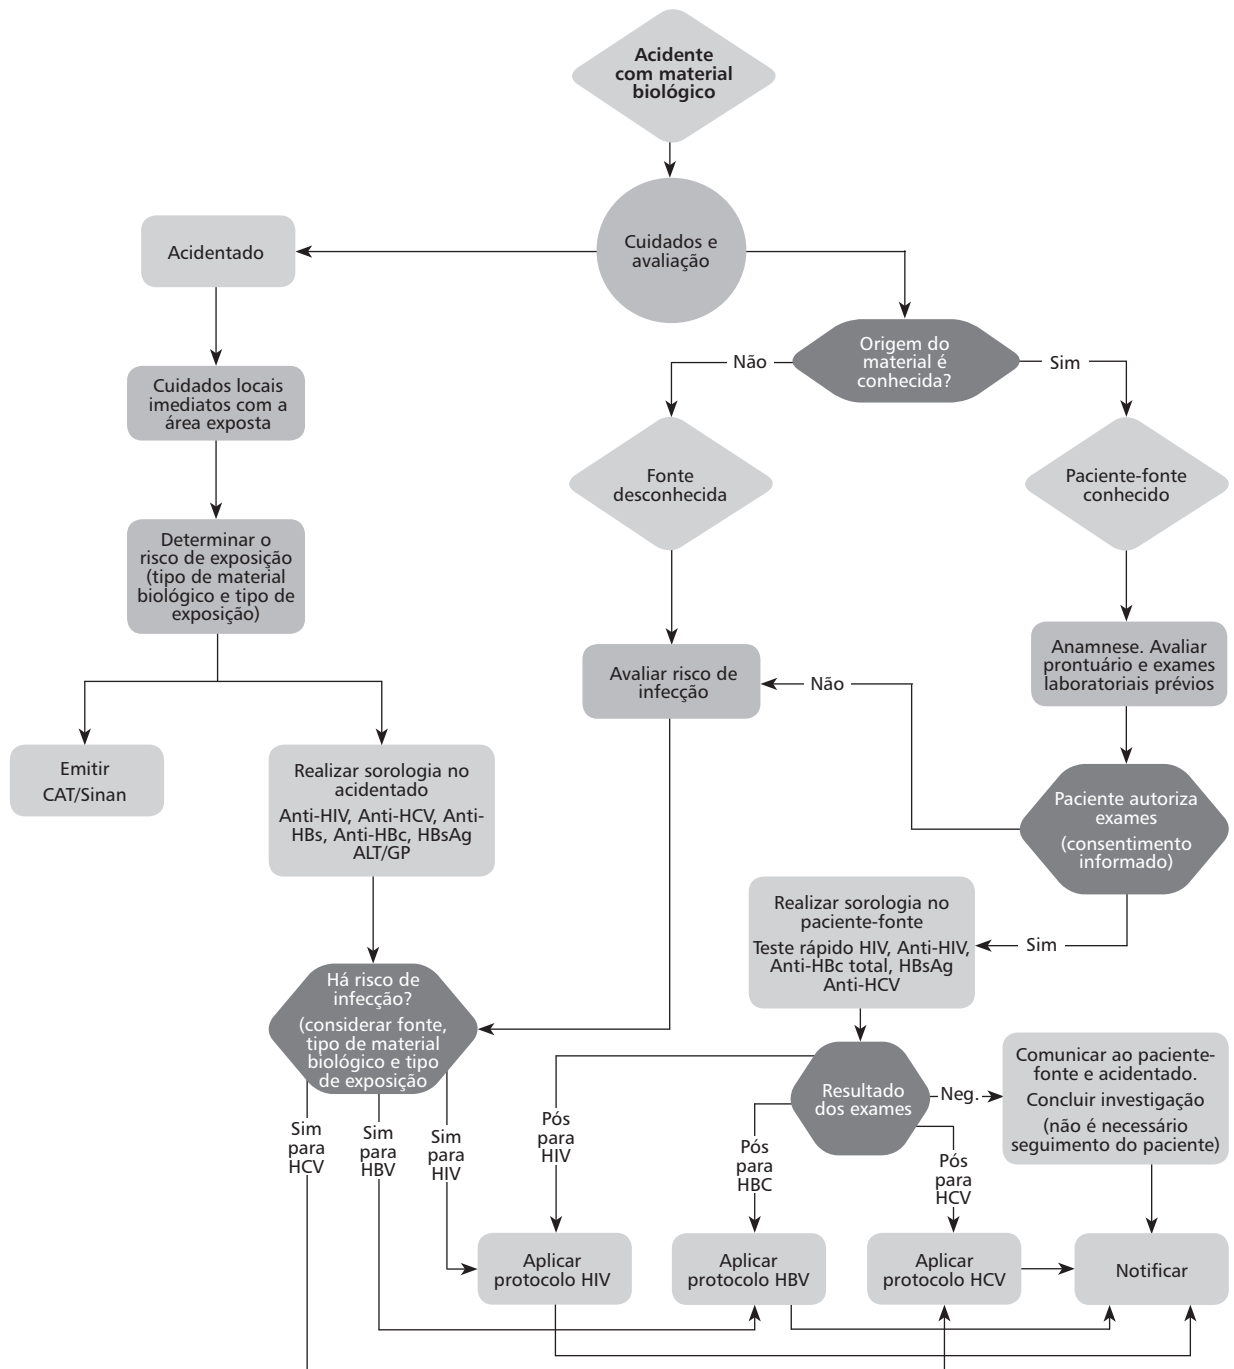 Acidente
com material
biológico
Cuidados e
avaliação
Acidentado
Origem do
material é
conhecida?
Não
Sim
Cuidados locais
imediatos com a
área exposta
Fonte
desconhecida
Paciente-fonte
conhecido
Determinar o
risco de exposição
(tipo de material
biológico e tipo de
exposição)
Avaliar risco de
infecção
Não
Anamnese. Avaliar
prontuário e exames
laboratoriais prévios
Emitir
CAT/Sinan
Realizar sorologia no
acidentado
Anti-HIV, Anti-HCV, Anti-
HBs, Anti-HBc, HBsAg
ALT/GP
Paciente autoriza
exames
(consentimento
informado)
Realizar sorologia no
paciente-fonte
Teste rápido HIV, Anti-HIV,
Anti-HBc total, HBsAg
Anti-HCV
Sim
Há risco de
infecção?
(considerar fonte,
tipo de material
biológico e tipo
de exposição
Resultado
dos exames
Neg.
Comunicar ao paciente-
fonte e acidentado.
Concluir investigação
(não é necessário
seguimento do paciente)
Sim
para
HCV
Sim
para
HBV
Sim
para
HIV
Pós
para
HIV
Pós
para
HBC
Pós
para
HCV
Aplicar
protocolo HIV
Aplicar
protocolo HBV
Aplicar
protocolo HCV
Notificar